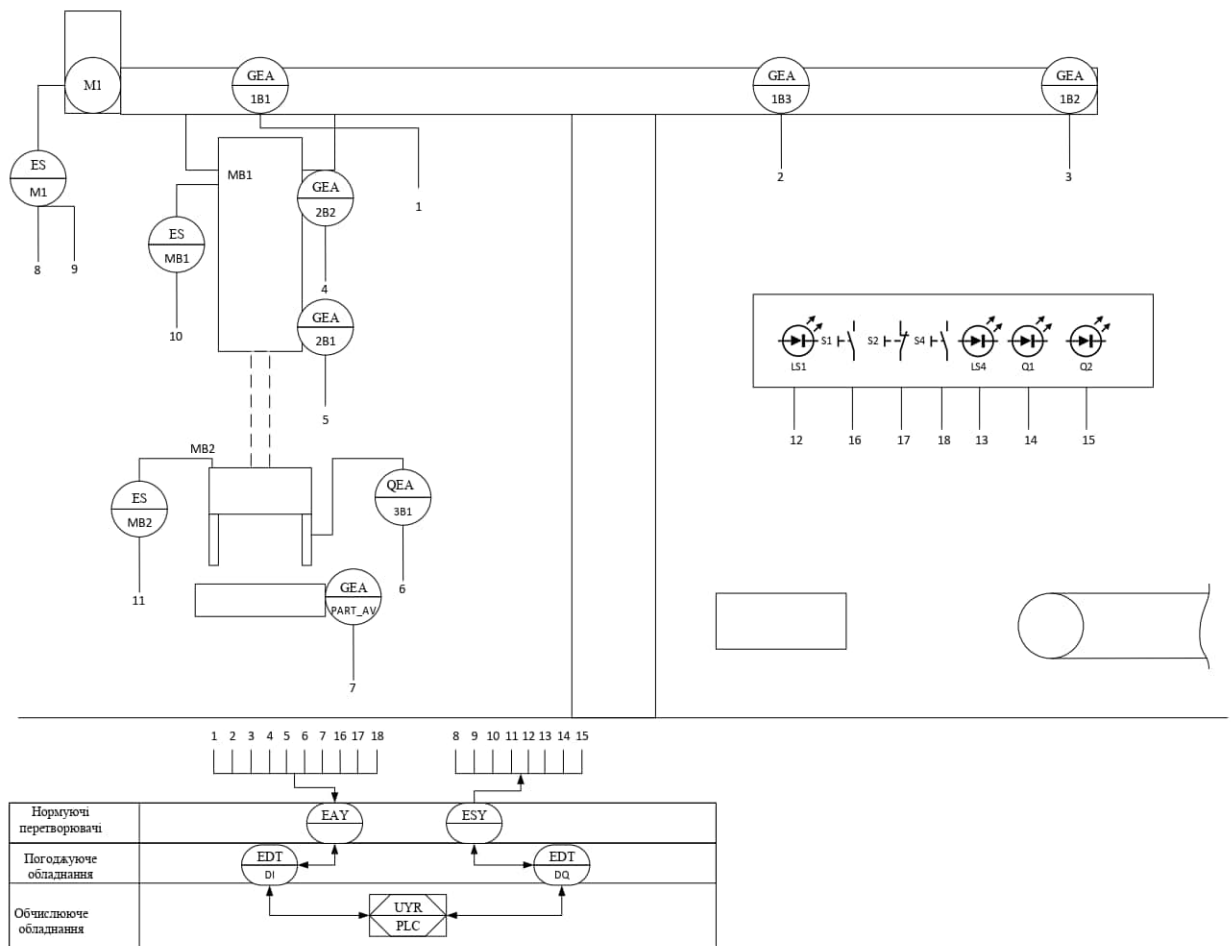 M1
GEA
1B1
GEA
1B3
GEA
1B2
ES
M1
MB1
GEA
2B2
1
2
3
ES
MB1
8
9
4
10
GEA
2B1
5
LS1
S1
S2
S4
LS4
Q1
Q2
12
16
17
18
13
14
15
MB2
ES
MB2
QEA
3B1
11
6
GEA
PART_AV
7
1 2 3 4 5 6 7 16 17 18
8 9 10 11 12 13 14 15
Нормуючі
перетворювачі
EAY
ESY
Погоджуюче
обладнання
EDT
DI
EDT
DQ
Обчислююче
обладнання
UYR
PLC